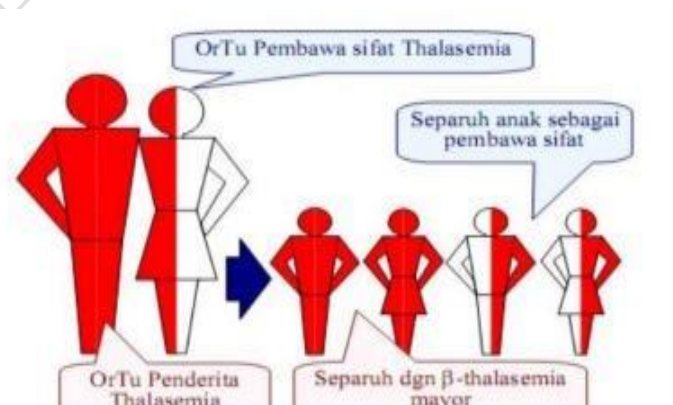 OrTu Pembawa sifat Thalasemia
Separuh anak sebagai
pembawa sifat
OrTu Penderita
Thalasemia
Separuh dgn β-thalasemia
mayor